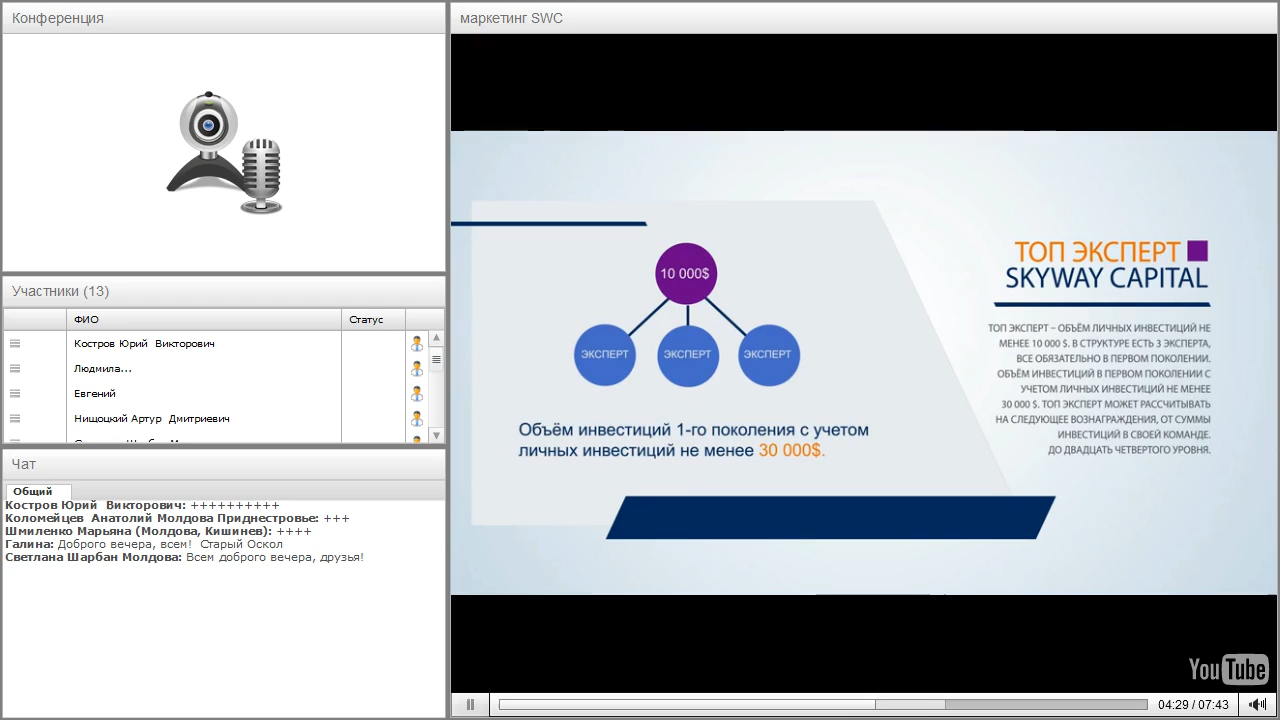 Конференция
маркетинг SWC
Участники (13)
ФИО
Статус
Костров Юрий Викторович
Людмила...
Евгений
Нищоцкий Артур Дмитриевич
Чат
Общий
Костров Юрий Викторович: ++++++++++
Коломейцев Анатолий Молдова Приднестровье: +++
Шмиленко Марьяна (Молдова, Кишинев): ++++
Галина: Доброго вечера, всем! Старый Оскол
Светлана Шарбан Молдова: Всем доброго вечера, друзья!
10 000$
ЭКСПЕРТ
ЭКСПЕРТ
ЭКСПЕРТ
Объём инвестиций 1-го поколения с учетом
личных инвестиций не менее 30 000$.
ТОП ЭКСПЕРТ
SKYWAY CAPITAL
ТОП ЭКСПЕРТ – ОБЪЁМ ЛИЧНЫХ ИНВЕСТИЦИЙ НЕ
МЕНЕЕ 10 000 $. В СТРУКТУРЕ ЕСТЬ 3 ЭКСПЕРТА,
ВСЕ ОБЯЗАТЕЛЬНО В ПЕРВОМ ПОКОЛЕНИИ.
ОБЪЁМ ИНВЕСТИЦИЙ В ПЕРВОМ ПОКОЛЕНИИ С
УЧЕТОМ ЛИЧНЫХ ИНВЕСТИЦИЙ НЕ МЕНЕЕ
30 000 $. ТОП ЭКСПЕРТ МОЖЕТ РАССЧИТЫВАТЬ
НА СЛЕДУЮЩЕЕ ВОЗНАГРАЖДЕНИЯ, ОТ СУММЫ
ИНВЕСТИЦИЙ В СВОЕЙ КОМАНДЕ.
ДО ДВАДЦАТЬ ЧЕТВЕРТОГО УРОВНЯ.
YouTube
04:29 / 07:43